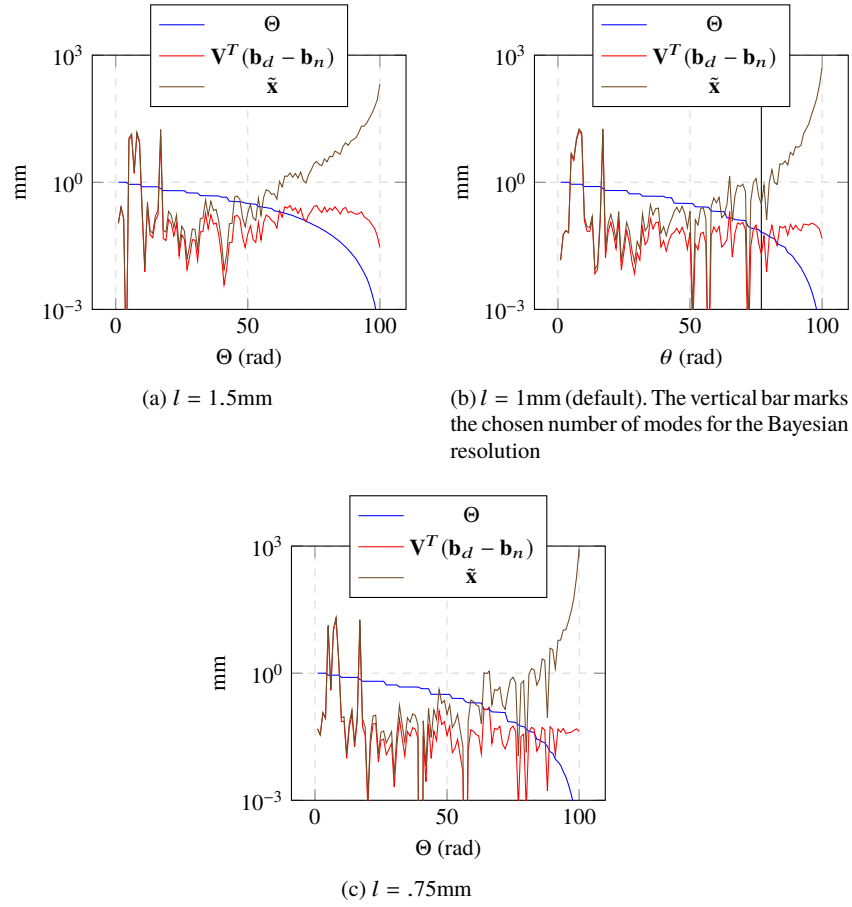 Θ
V^T(b_d − b_n)
x̃
10^3
10^0
10^−3
mm
0 50 100
Θ (rad)
(a) l = 1.5mm
Θ
V^T(b_d − b_n)
x̃
10^3
10^0
10^−3
mm
0 50 100
θ (rad)
(b) l = 1mm (default). The vertical bar marks
the chosen number of modes for the Bayesian
resolution
Θ
V^T(b_d − b_n)
x̃
10^3
10^0
10^−3
mm
0 50 100
Θ (rad)
(c) l = .75mm